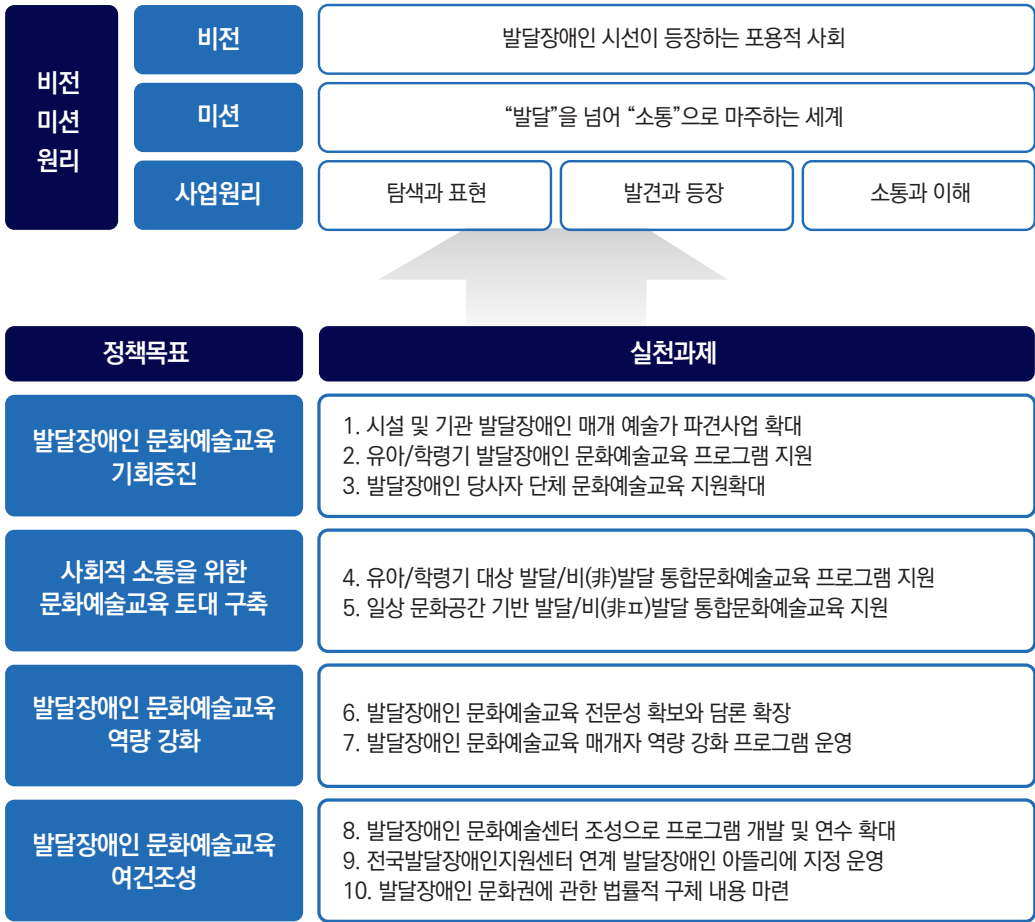 비전
미션
원리
비전
발달장애인 시선이 등장하는 포용적 사회
미션
“발달”을 넘어 “소통”으로 마주하는 세계
사업원리
탐색과 표현
발견과 등장
소통과 이해
정책목표
실천과제
발달장애인 문화예술교육
기회증진
1. 시설 및 기관 발달장애인 매개 예술가 파견사업 확대
2. 유아/학령기 발달장애인 문화예술교육 프로그램 지원
3. 발달장애인 당사자 단체 문화예술교육 지원확대
사회적 소통을 위한
문화예술교육 토대 구축
4. 유아/학령기 대상 발달/비(非)발달 통합문화예술교육 프로그램 지원
5. 일상 문화공간 기반 발달/비(非ㅍ)발달 통합문화예술교육 지원
발달장애인 문화예술교육
역량 강화
6. 발달장애인 문화예술교육 전문성 확보와 담론 확장
7. 발달장애인 문화예술교육 매개자 역량 강화 프로그램 운영
발달장애인 문화예술교육
여건조성
8. 발달장애인 문화예술센터 조성으로 프로그램 개발 및 연수 확대
9. 전국발달장애인지원센터 연계 발달장애인 아뜰리에 지정 운영
10. 발달장애인 문화권에 관한 법률적 구체 내용 마련